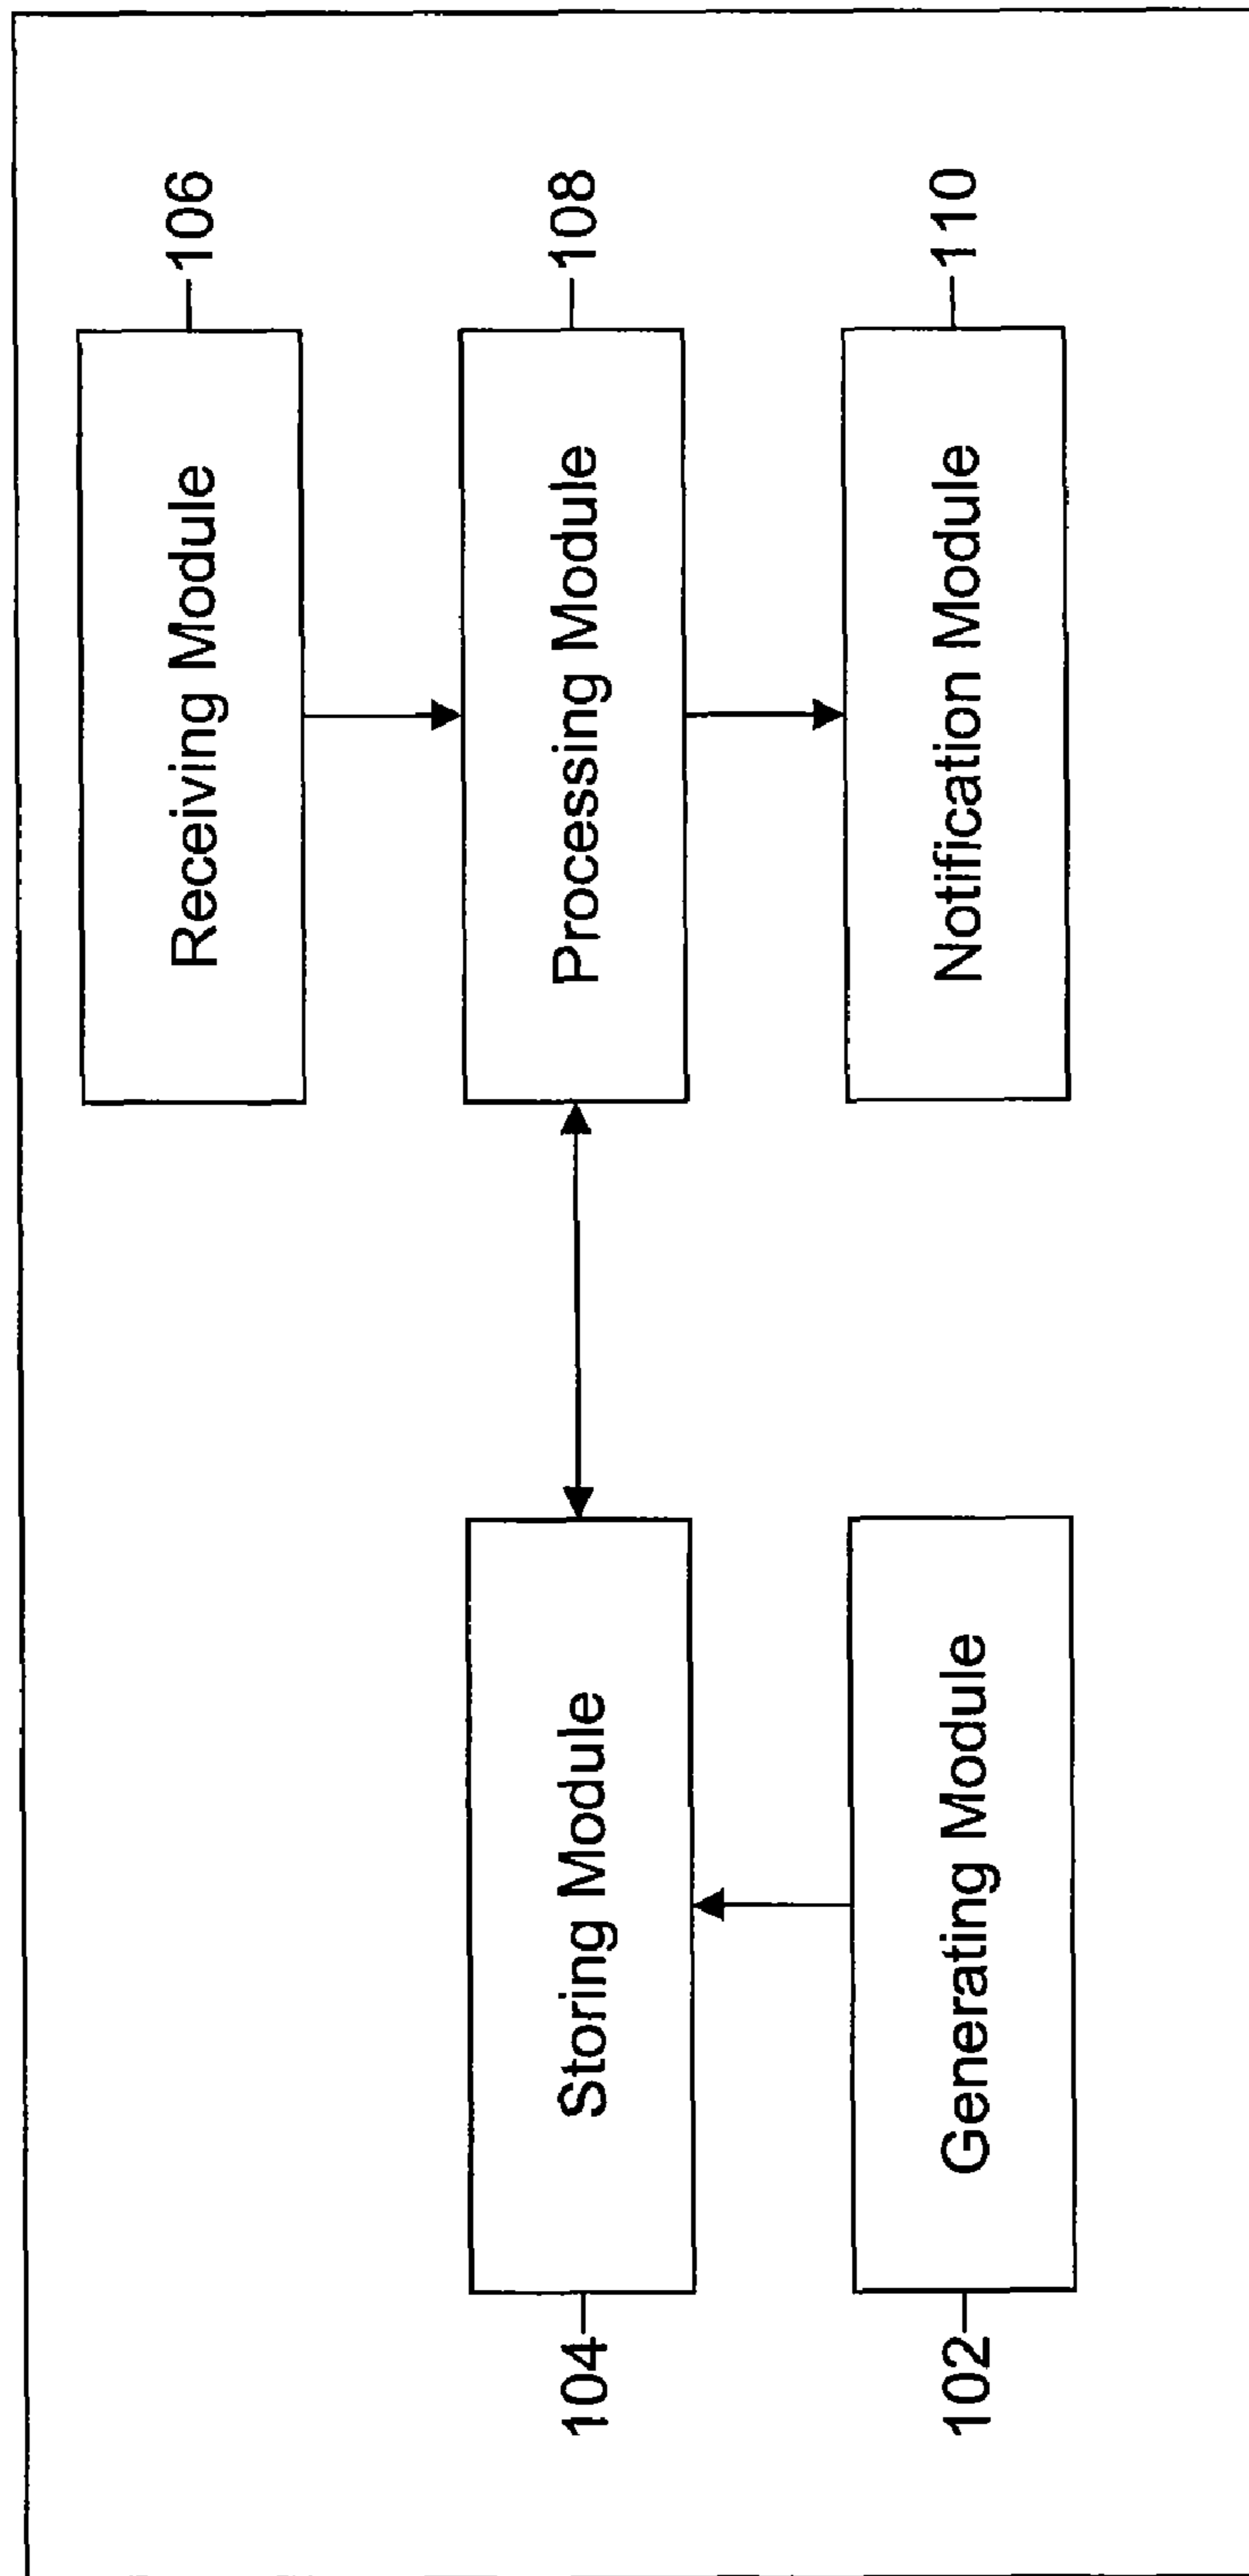 Receiving Module
106
Storing Module
104
Processing Module
108
Generating Module
102
Notification Module
110